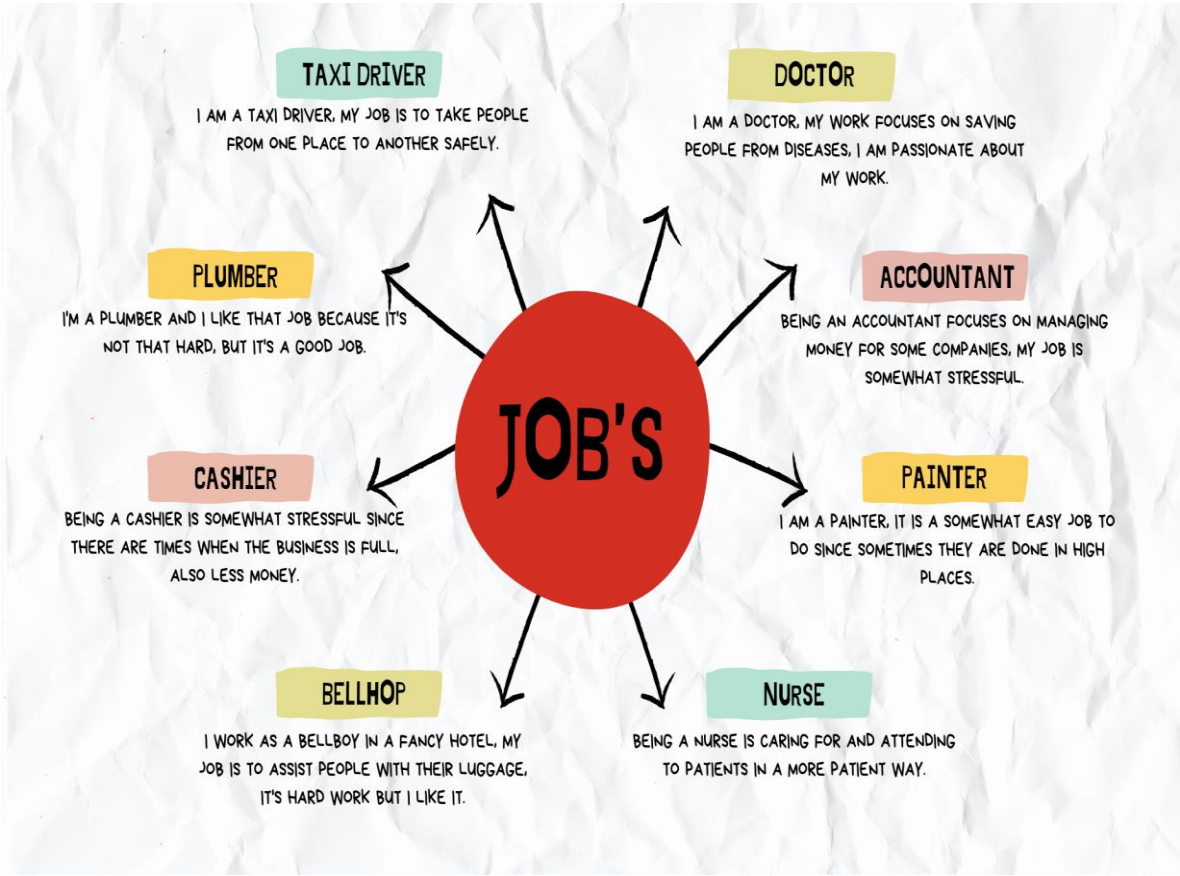 TAXI DRIVER
I AM A TAXI DRIVER, MY JOB IS TO TAKE PEOPLE
FROM ONE PLACE TO ANOTHER SAFELY.
DOCTOR
I AM A DOCTOR, MY WORK FOCUSES ON SAVING
PEOPLE FROM DISEASES, I AM PASSIONATE ABOUT
MY WORK.
PLUMBER
I'M A PLUMBER AND I LIKE THAT JOB BECAUSE IT'S
NOT THAT HARD, BUT IT'S A GOOD JOB.
ACCOUNTANT
BEING AN ACCOUNTANT FOCUSES ON MANAGING
MONEY FOR SOME COMPANIES, MY JOB IS
SOMEWHAT STRESSFUL.
JOB'S
CASHIER
BEING A CASHIER IS SOMEWHAT STRESSFUL SINCE
THERE ARE TIMES WHEN THE BUSINESS IS FULL,
ALSO LESS MONEY.
PAINTER
I AM A PAINTER, IT IS A SOMEWHAT EASY JOB TO
DO SINCE SOMETIMES THEY ARE DONE IN HIGH
PLACES.
BELLHOP
I WORK AS A BELLBOY IN A FANCY HOTEL, MY
JOB IS TO ASSIST PEOPLE WITH THEIR LUGGAGE,
IT'S HARD WORK BUT I LIKE IT.
NURSE
BEING A NURSE IS CARING FOR AND ATTENDING
TO PATIENTS IN A MORE PATIENT WAY.